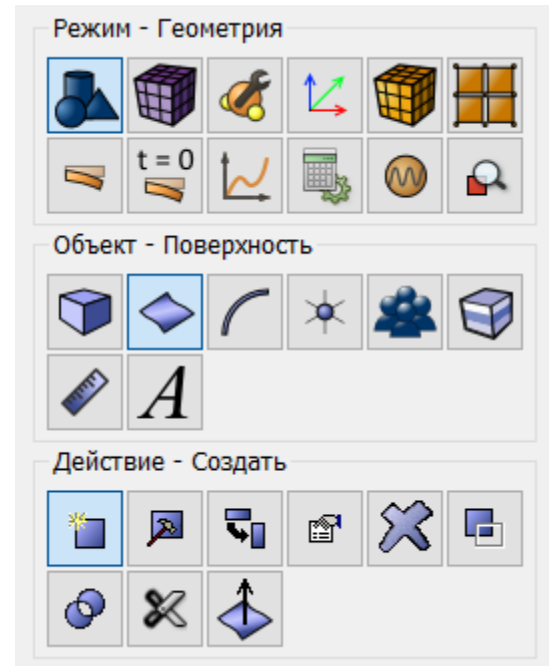 Режим - Геометрия
t = 0
Объект - Поверхность
A
Действие - Создать